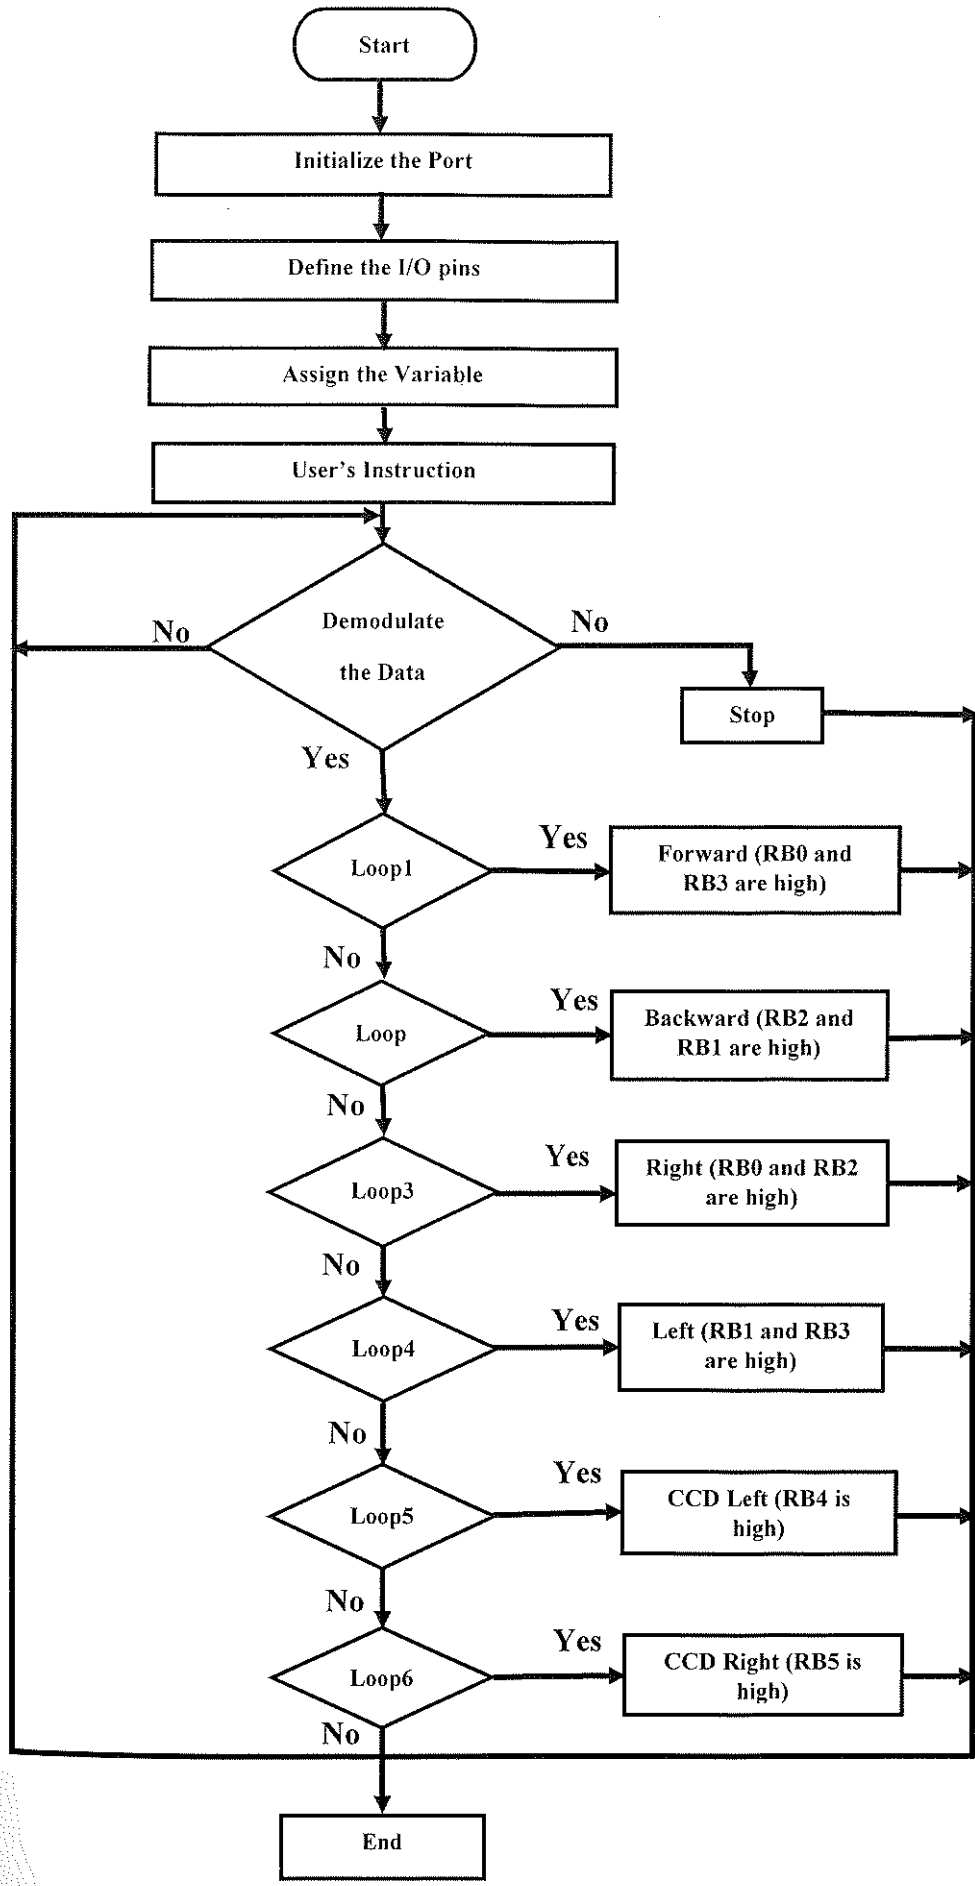 Start
Initialize the Port
Define the I/O pins
Assign the Variable
User's Instruction
No
Demodulate
the Data
No
Stop
Yes
Loop1
Yes
Forward (RB0 and
RB3 are high)
No
Loop
Yes
Backward (RB2 and
RB1 are high)
No
Loop3
Yes
Right (RB0 and RB2
are high)
No
Loop4
Yes
Left (RB1 and RB3
are high)
No
Loop5
Yes
CCD Left (RB4 is
high)
No
Loop6
Yes
CCD Right (RB5 is
high)
No
End